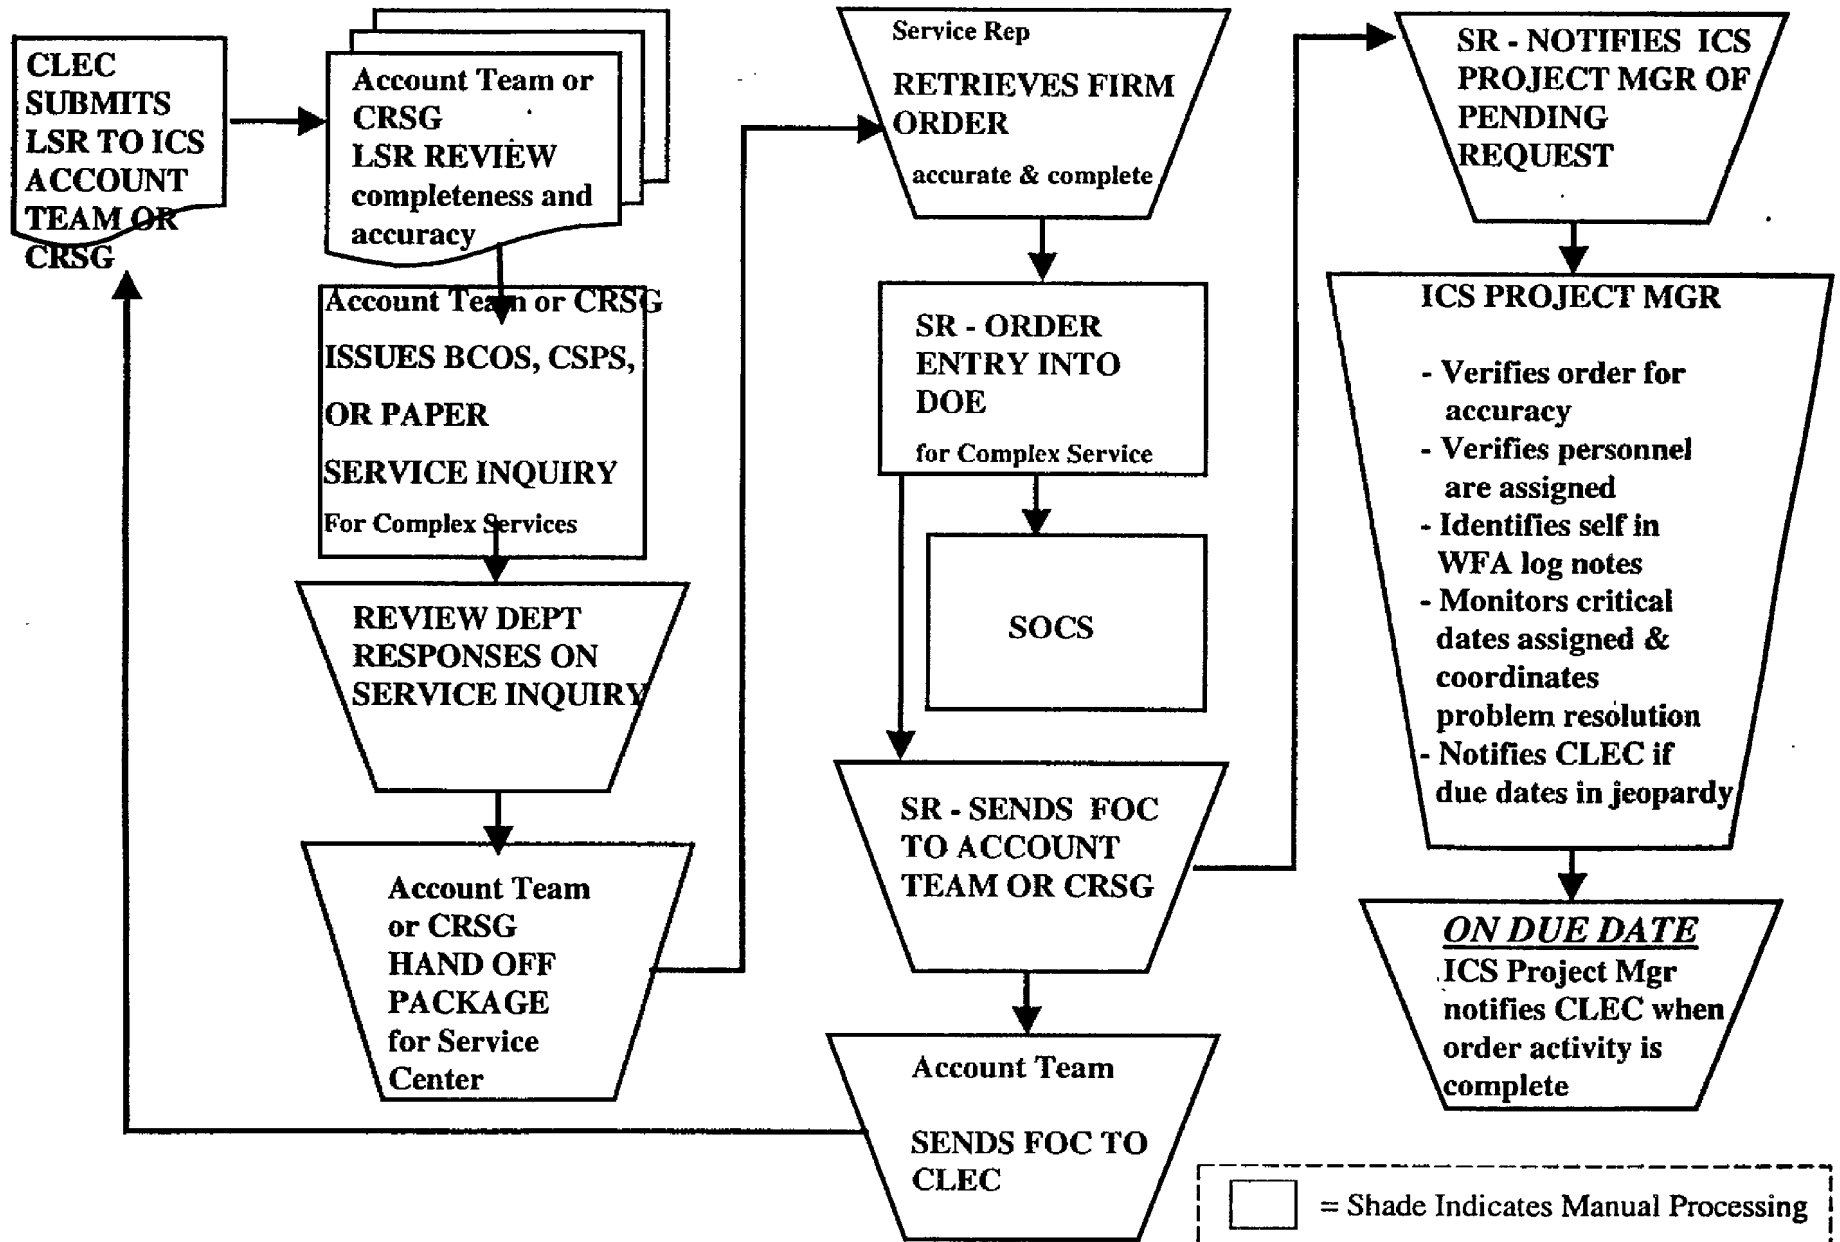 CLEC
SUBMITS
LSR TO ICS
ACCOUNT
TEAM OR
CRSG
Account Team or
CRSG
LSR REVIEW
completeness and
accuracy
Account Team or CRSG
ISSUES BCOS, CSPS,
OR PAPER
SERVICE INQUIRY
For Complex Services
REVIEW DEPT
RESPONSES ON
SERVICE INQUIRY
Account Team
or CRSG
HAND OFF
PACKAGE
for Service
Center
Service Rep
RETRIEVES FIRM
ORDER
accurate & complete
SR - ORDER
ENTRY INTO
DOE
for Complex Service
SOCS
SR - SENDS FOC
TO ACCOUNT
TEAM OR CRSG
Account Team
SENDS FOC TO
CLEC
SR - NOTIFIES ICS
PROJECT MGR OF
PENDING
REQUEST
ICS PROJECT MGR
- Verifies order for
accuracy
- Verifies personnel
are assigned
- Identifies self in
WFA log notes
- Monitors critical
dates assigned &
coordinates
problem resolution
- Notifies CLEC if
due dates in jeopardy
ON DUE DATE
ICS Project Mgr
notifies CLEC when
order activity is
complete
= Shade Indicates Manual Processing